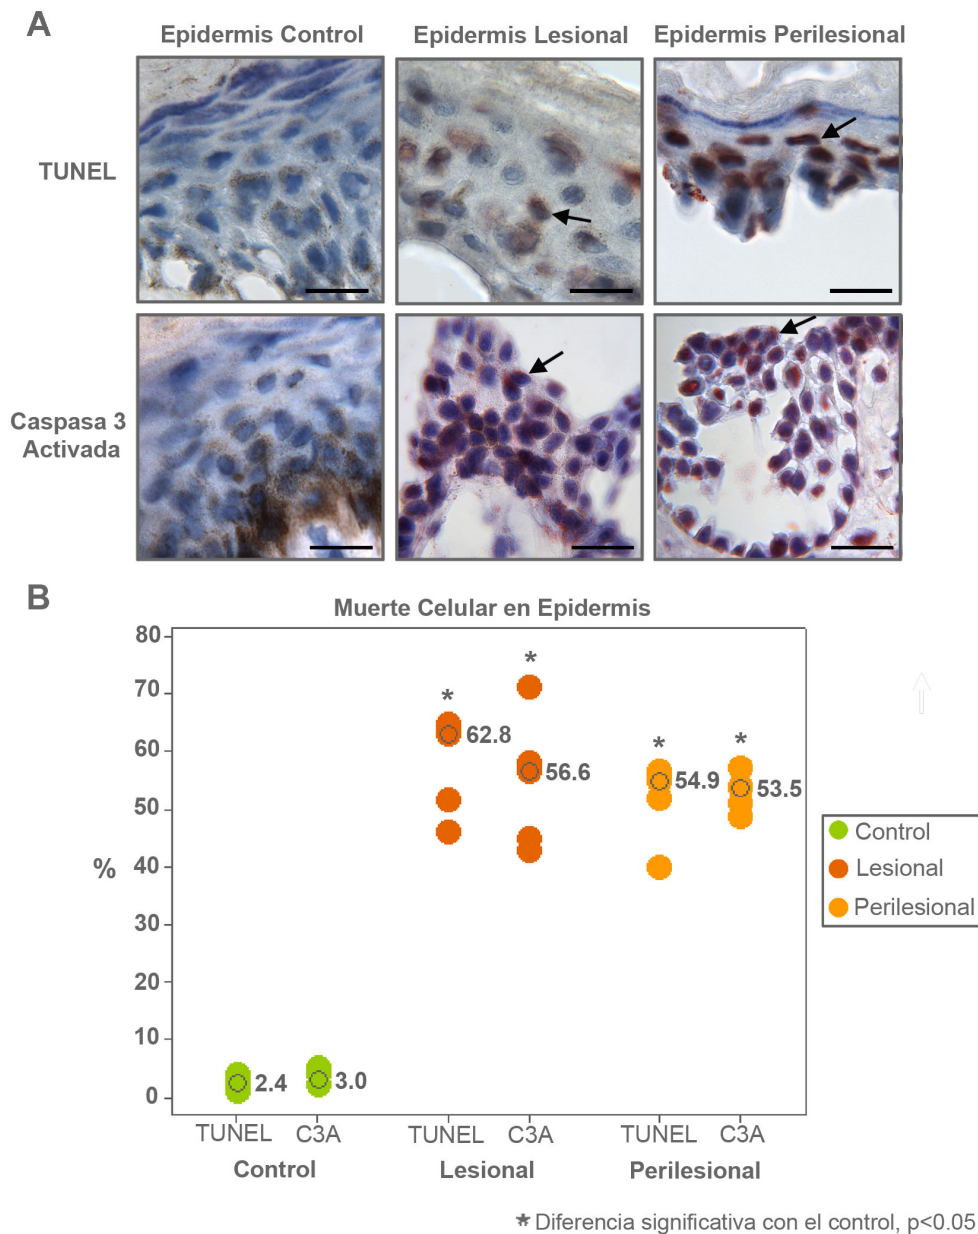 A
Epidermis Control
Epidermis Lesional
Epidermis Perilesional
TUNEL
Caspasa 3
Activada
B
Muerte Celular en Epidermis
80
70
60
50
40
30
20
10
0
%
*
62.8
*
56.6
*
54.9
*
53.5
2.4
3.0
Control
Lesional
Perilesional
TUNEL C3A TUNEL C3A TUNEL C3A
Control Lesional Perilesional
* Diferencia significativa con el control, p<0.05